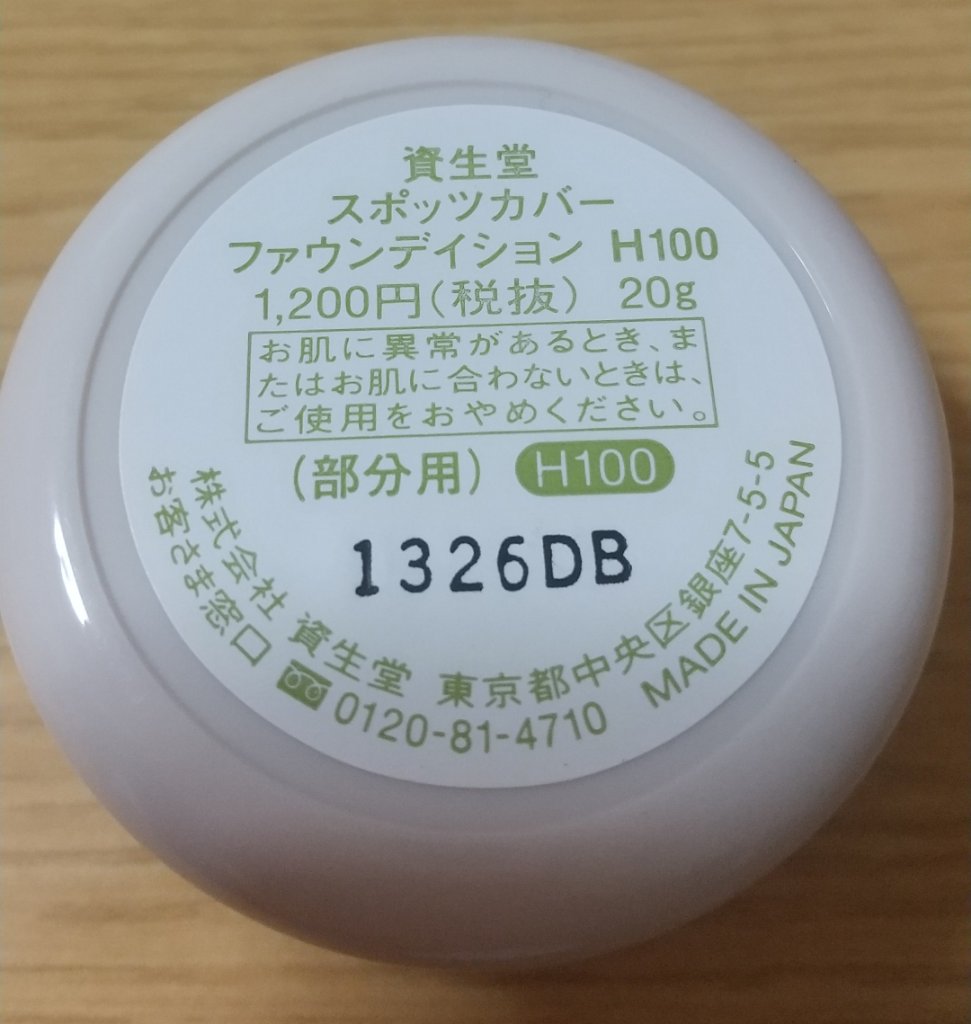 資生堂
スポッツカバー
ファウンデイション H100
1,200円(税抜) 20g
お肌に異常があるとき、ま
たはお肌に合わないときは、
ご使用をおやめください。
(部分用) H100
1326DB
株式会社 資生堂 東京都中央区銀座7-5-5
お客さま窓口 0120-81-4710 MADE IN JAPAN